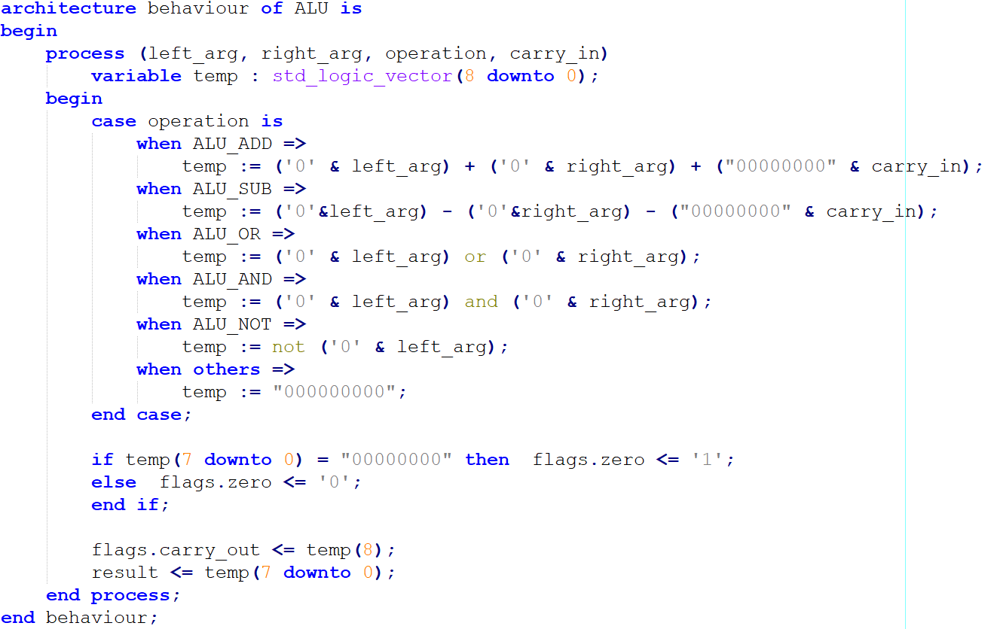 architecture behaviour of ALU is
begin
    process (left_arg, right_arg, operation, carry_in)
        variable temp : std_logic_vector(8 downto 0);
    begin
        case operation is
            when ALU_ADD =>
                temp := ('0' & left_arg) + ('0' & right_arg) + ("00000000" & carry_in);
            when ALU_SUB =>
                temp := ('0'&left_arg) - ('0'&right_arg) - ("00000000" & carry_in);
            when ALU_OR =>
                temp := ('0' & left_arg) or ('0' & right_arg);
            when ALU_AND =>
                temp := ('0' & left_arg) and ('0' & right_arg);
            when ALU_NOT =>
                temp := not ('0' & left_arg);
            when others =>
                temp := "000000000";
        end case;

        if temp(7 downto 0) = "00000000" then  flags.zero <= '1';
        else  flags.zero <= '0';
        end if;

        flags.carry_out <= temp(8);
        result <= temp(7 downto 0);
    end process;
end behaviour;